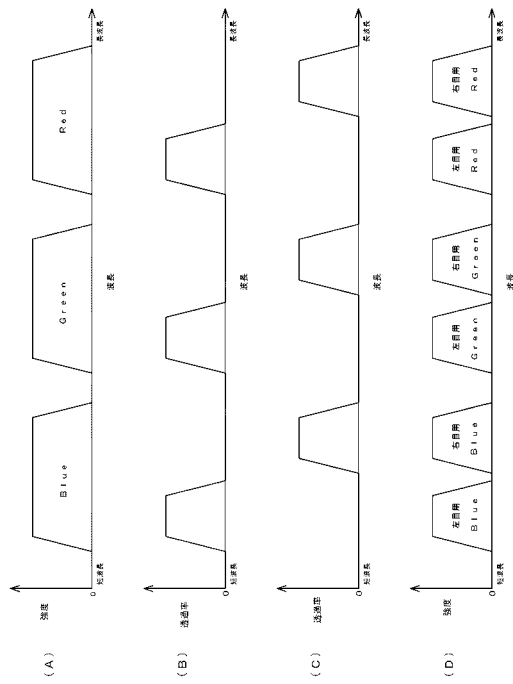 (A)
強度
0
短波長
Blue
Green
Red
長波長
波長
(B)
透過率
0
短波長
長波長
波長
(C)
透過率
0
短波長
長波長
波長
(D)
強度
0
短波長
左目用
Blue
右目用
Blue
左目用
Green
右目用
Green
左目用
Red
右目用
Red
長波長
波長